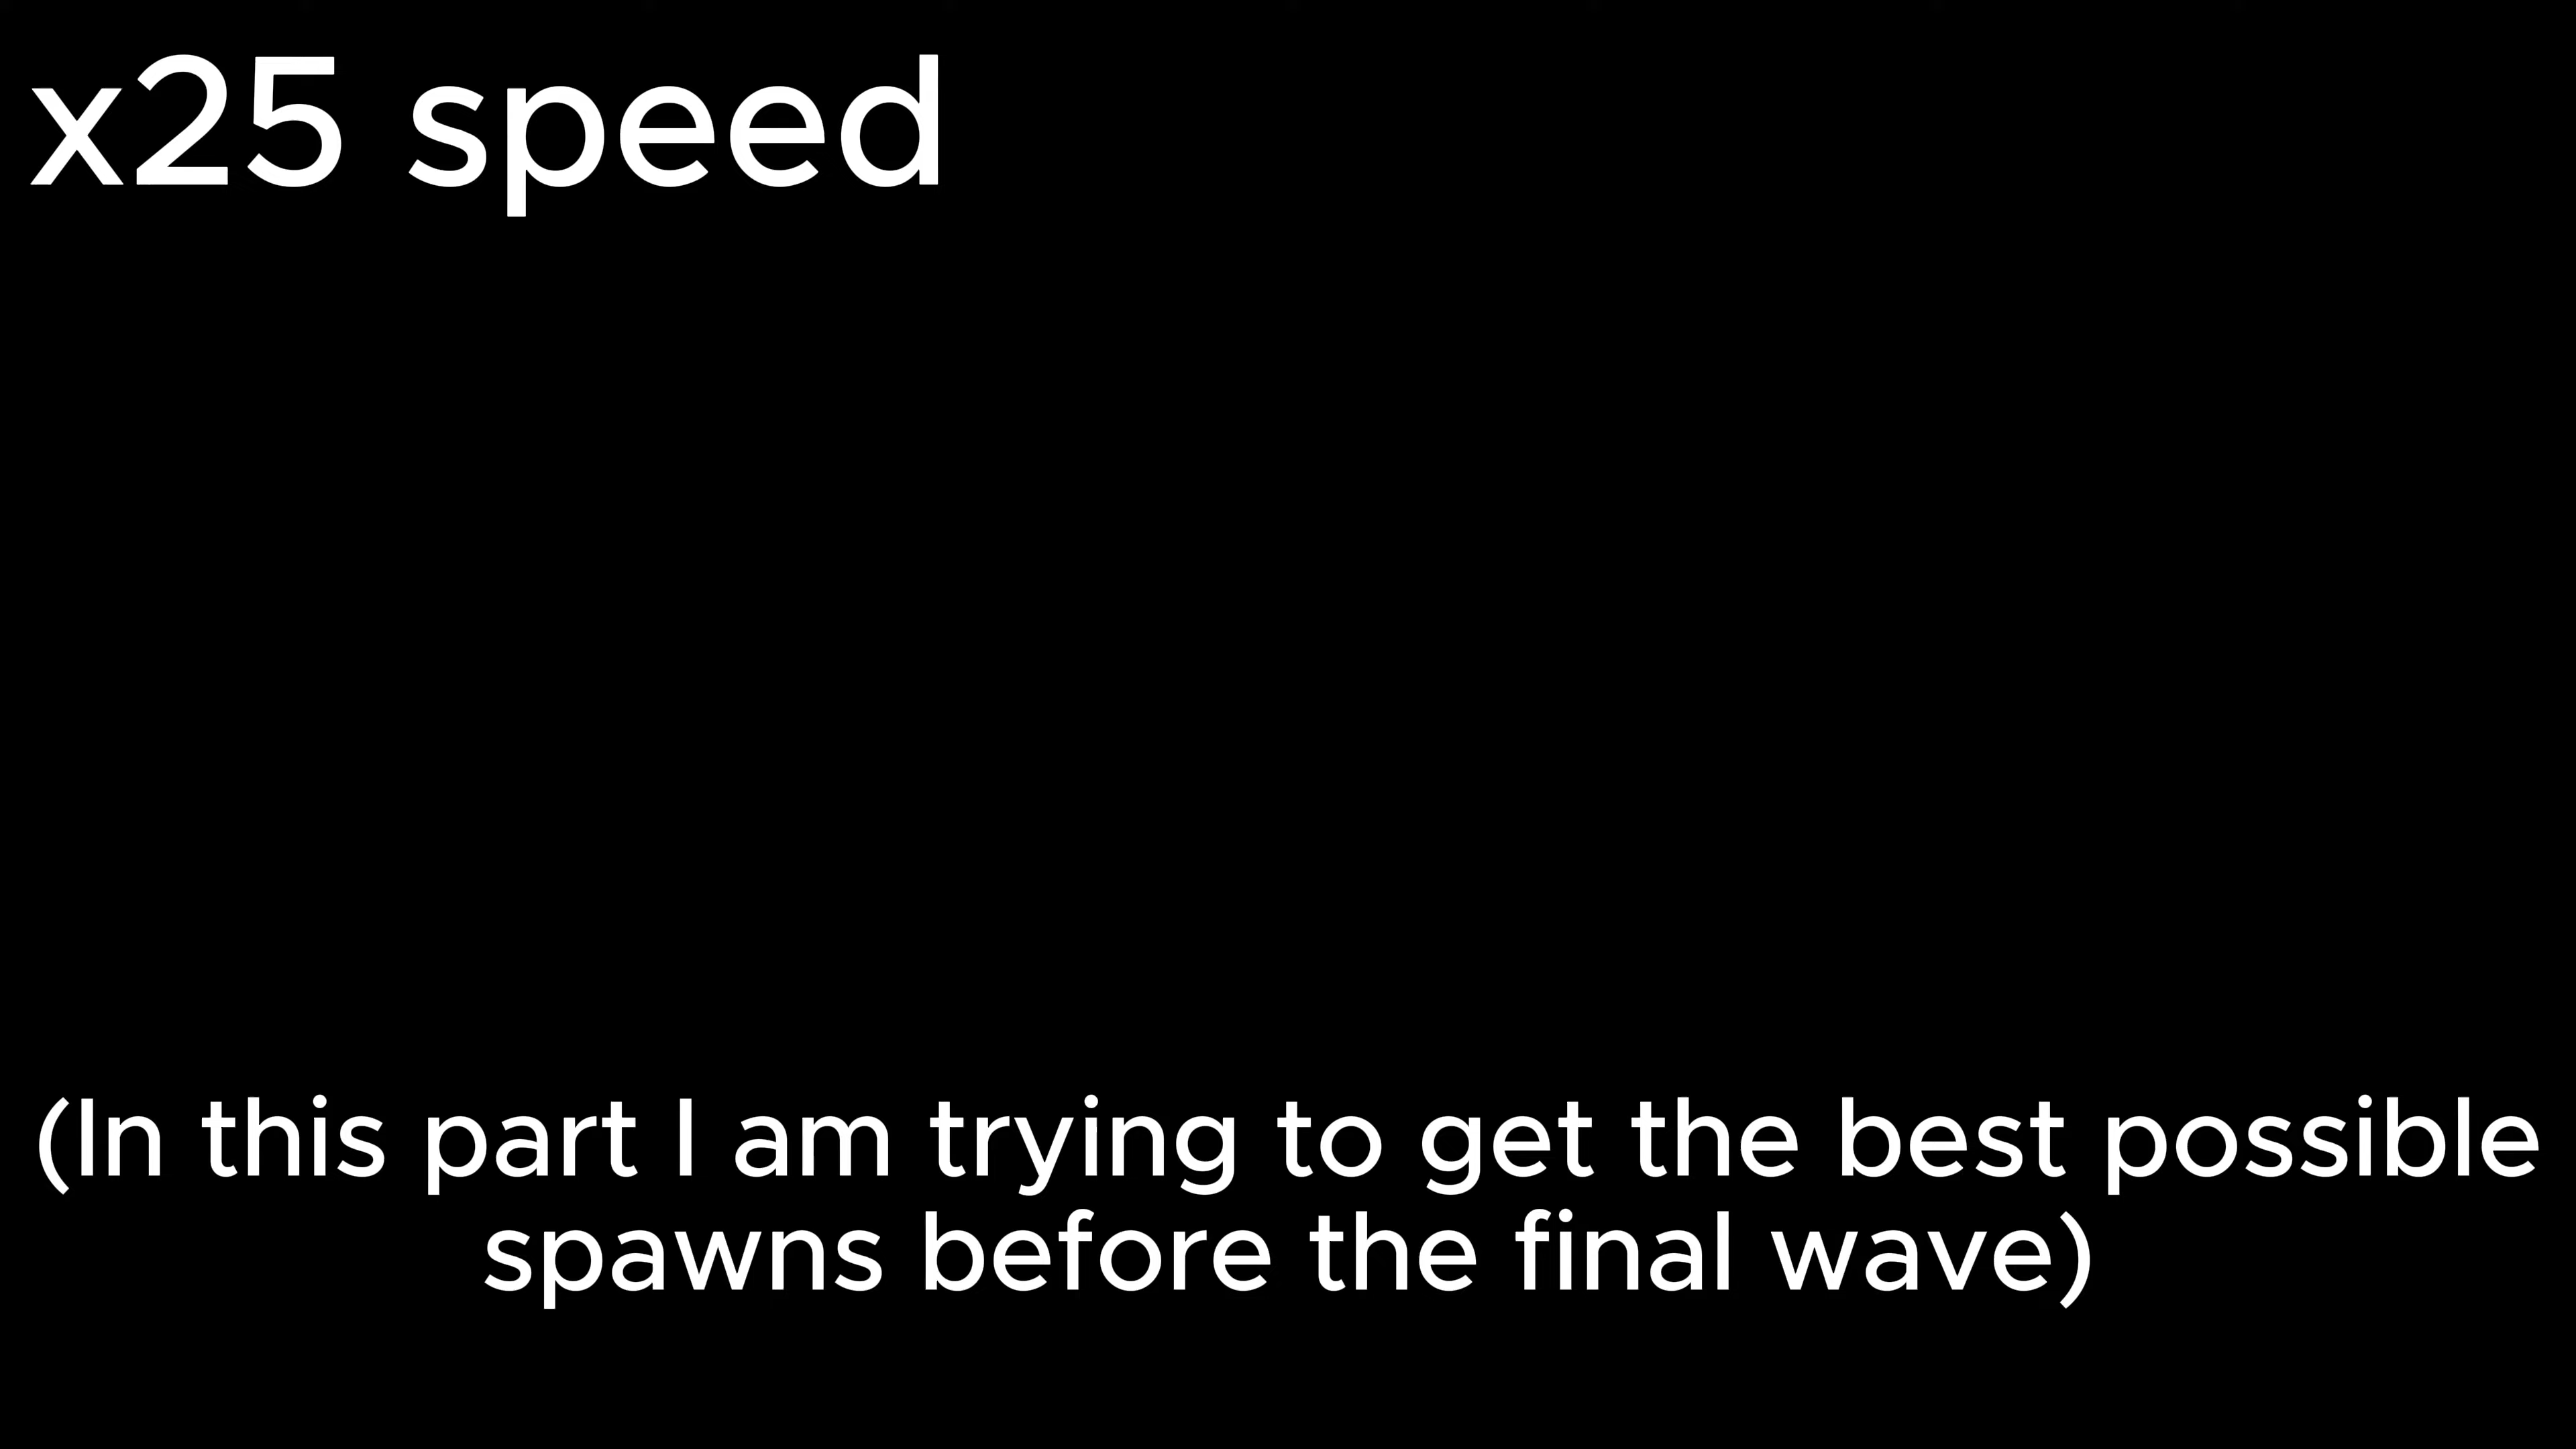 x25 speed
(In this part I am trying to get the best possible
spawns before the final wave)